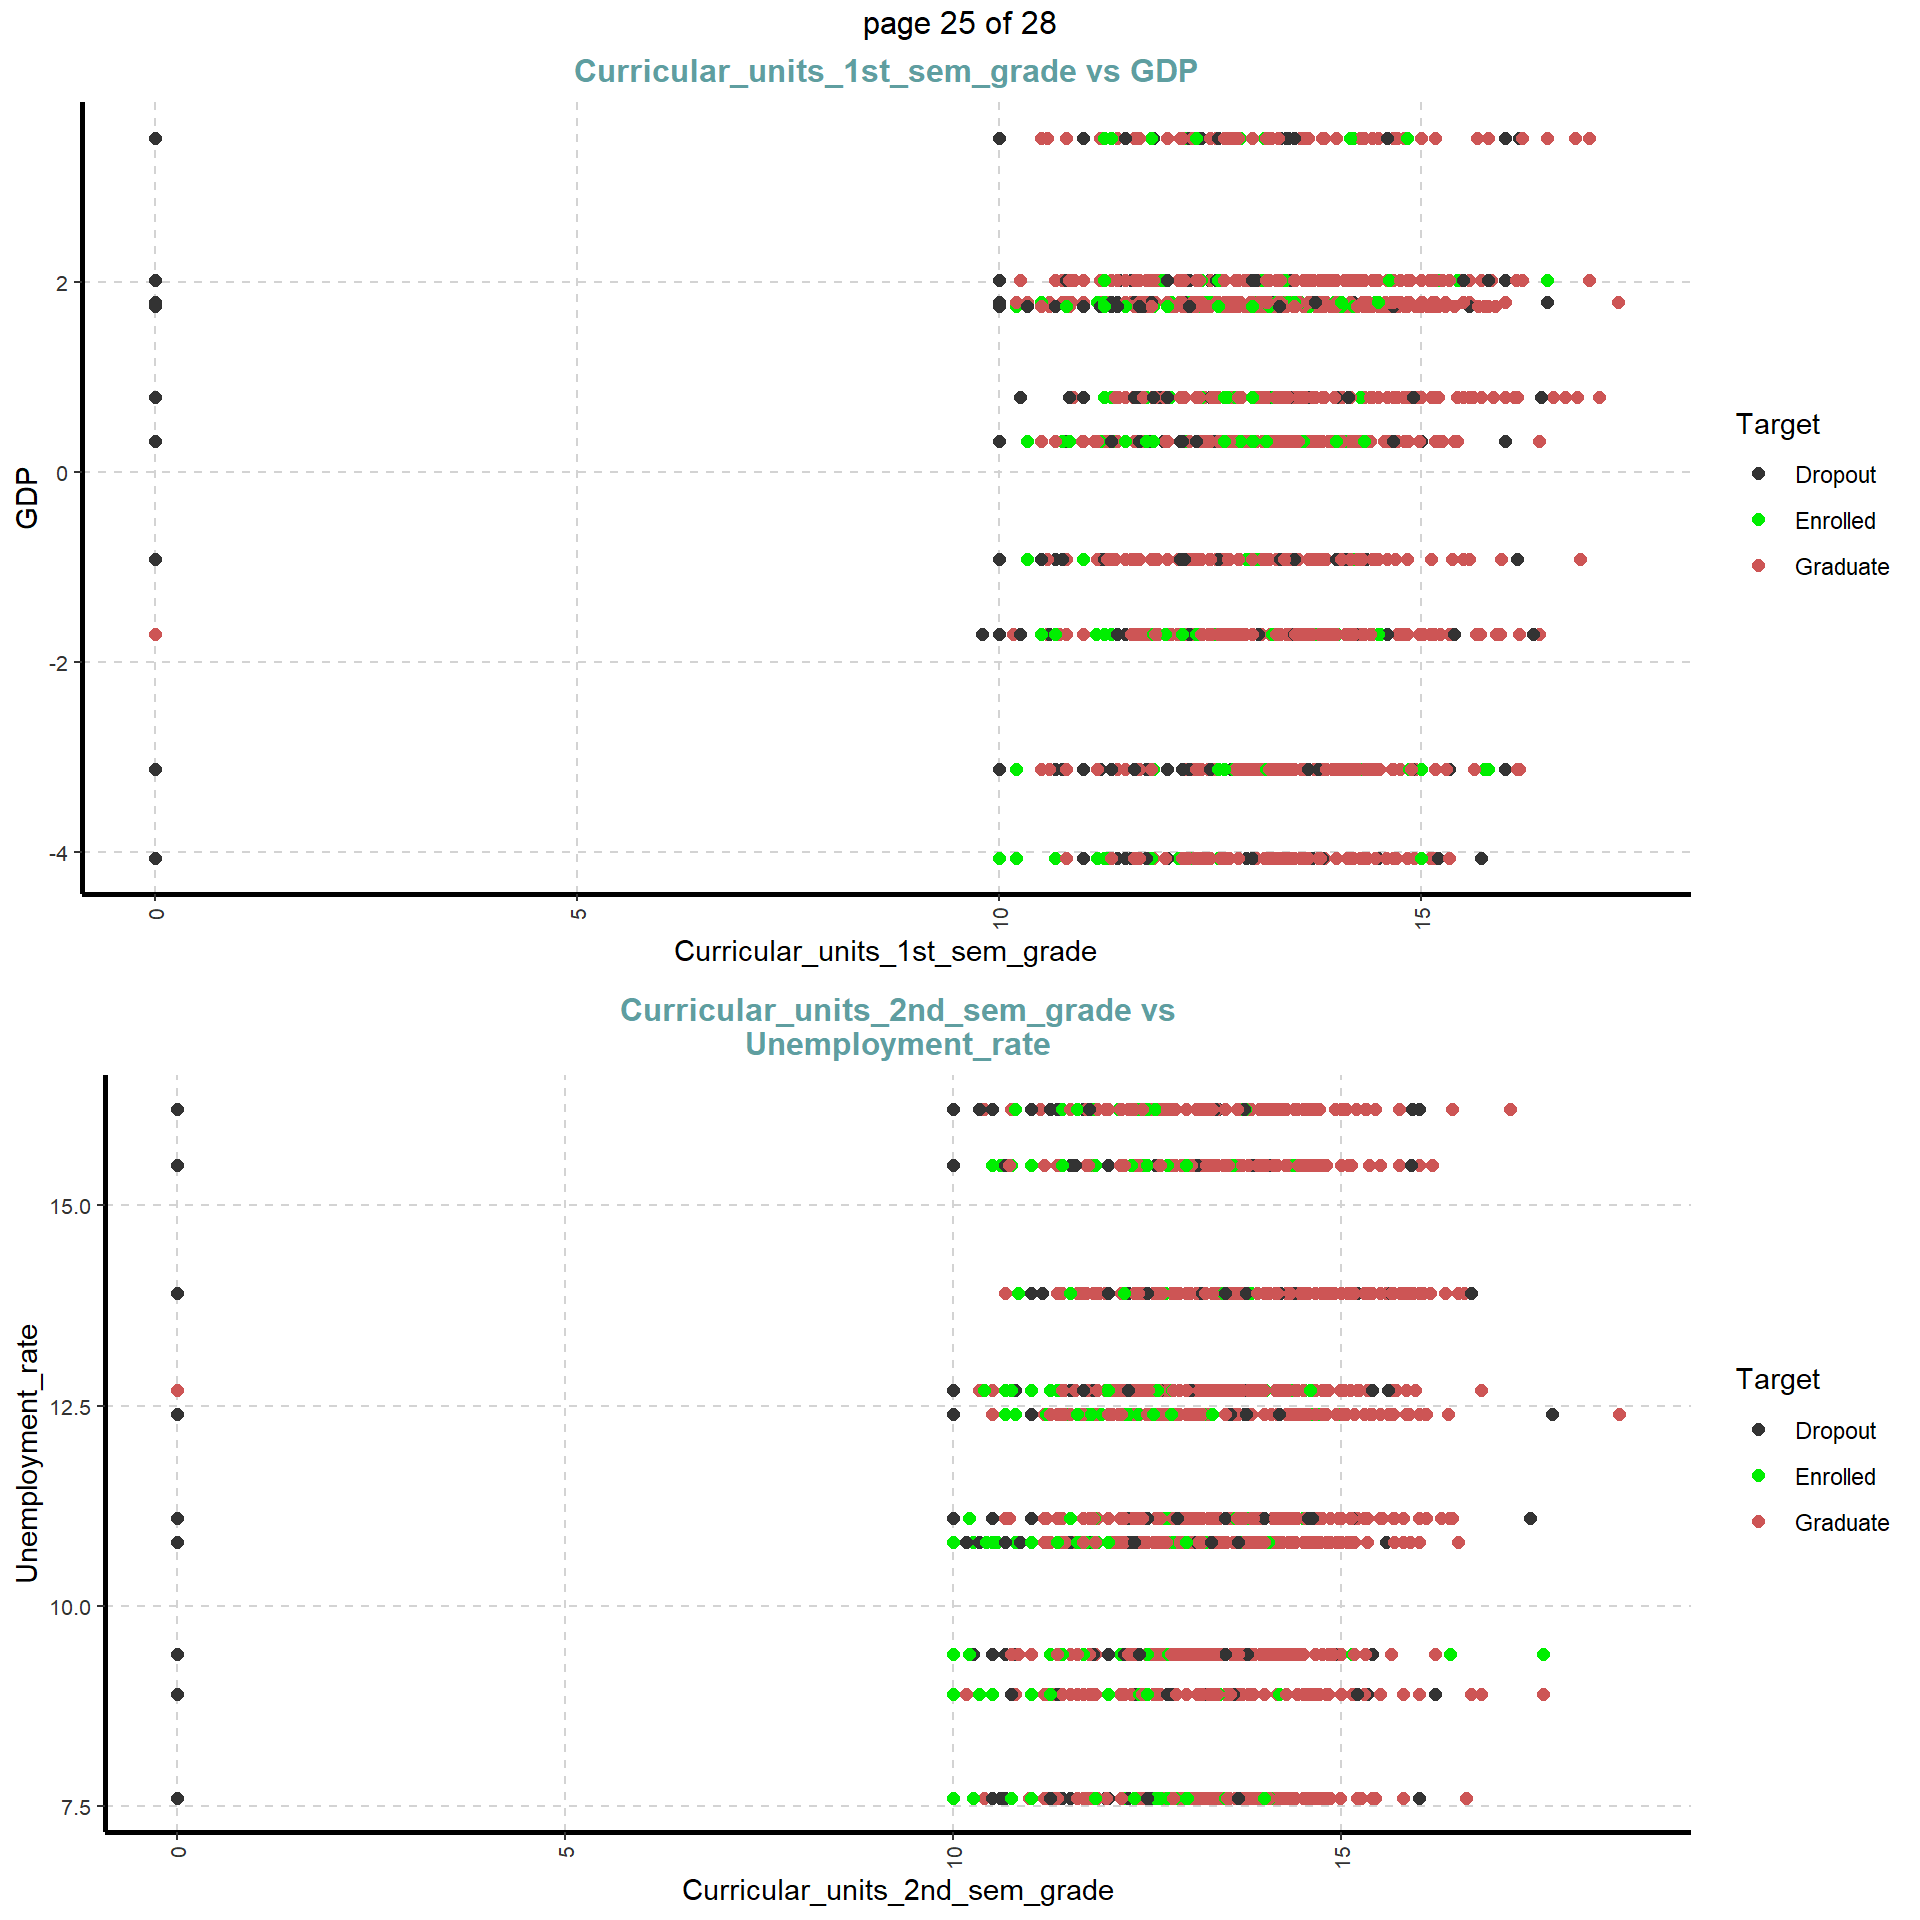 page 25 of 28
Curricular_units_1st_sem_grade vs GDP
GDP
2
0
-2
-4
0
5
10
15
Curricular_units_1st_sem_grade
Target
Dropout
Enrolled
Graduate
Curricular_units_2nd_sem_grade vs
Unemployment_rate
Unemployment_rate
15.0
12.5
10.0
7.5
0
5
10
15
Curricular_units_2nd_sem_grade
Target
Dropout
Enrolled
Graduate